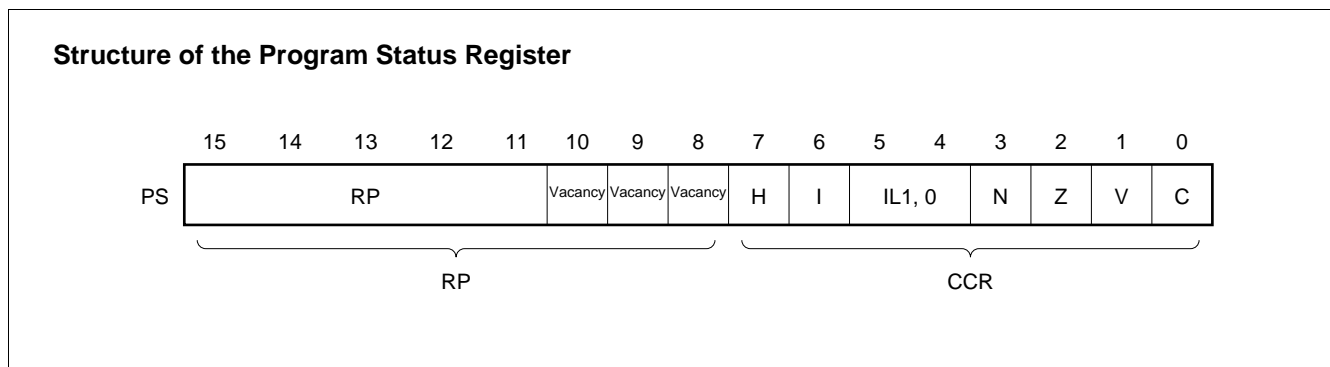 Structure of the Program Status Register
15 14 13 12 11 10 9 8 7 6 5 4 3 2 1 0
PS RP Vacancy Vacancy Vacancy H I IL1, 0 N Z V C
RP CCR